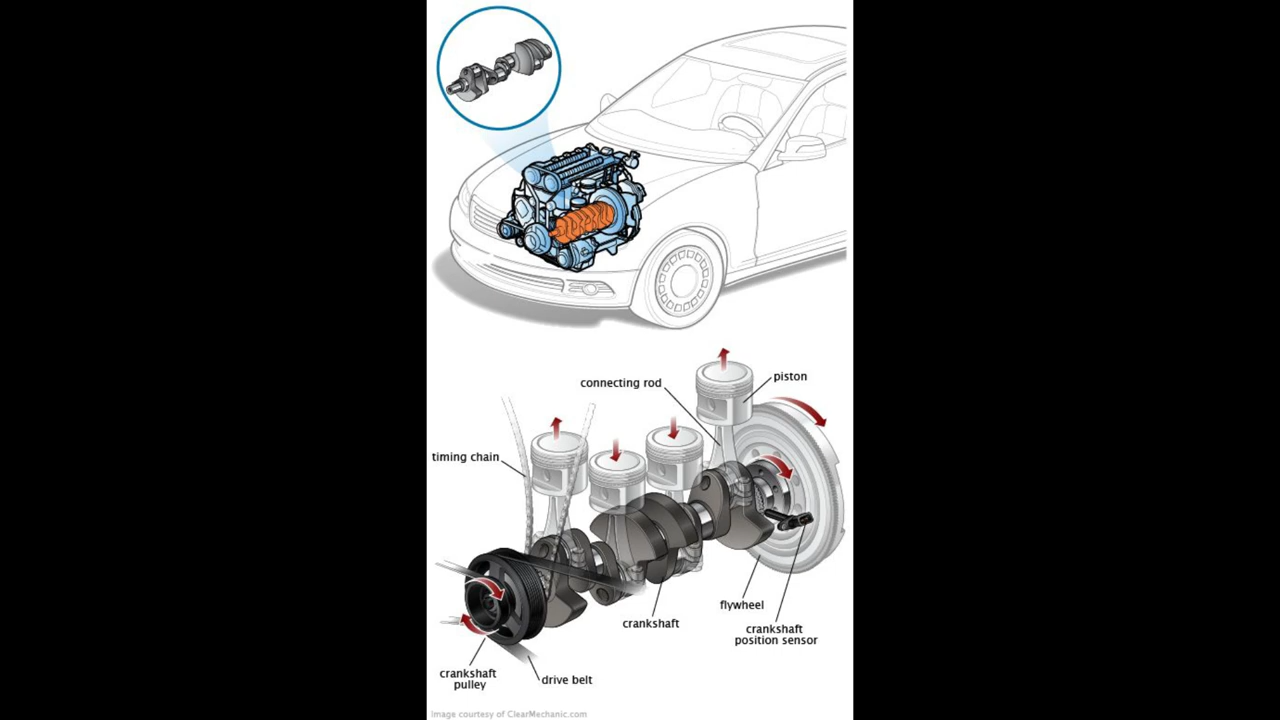 connecting rod
piston
timing chain
flywheel
crankshaft
crankshaft
position sensor
crankshaft
pulley
drive belt
Image courtesy of ClearMechanic.com